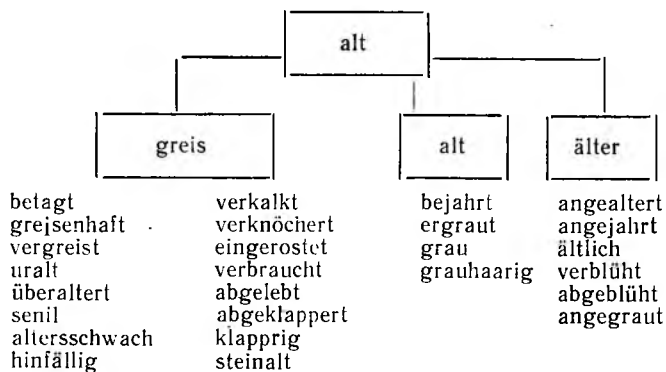 alt
greis
alt
älter
betagt
grejsenhaft
vergreist
uralt
überaltert
senil
altersschwach
hinfällig
verkalkt
verknöchert
eingerostet
verbraucht
abgelebt
abgeklappert
klapprig
steinalt
bejahrt
ergraut
grau
grauhaarig
angealtert
angejahrt
ältlich
verblüht
abgeblüht
angegraut